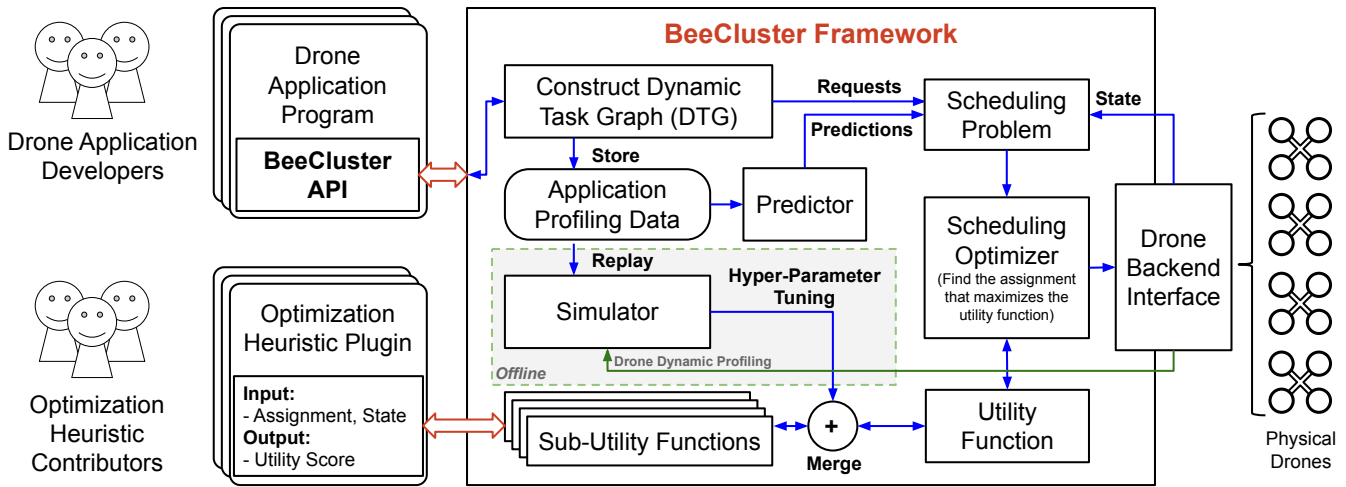 BeeCluster Framework
Drone Application
Developers
Drone
Application
Program
BeeCluster
API
Construct Dynamic
Task Graph (DTG)
Requests
Predictions
Scheduling
Problem
State
Store
Application
Profiling Data
Predictor
Scheduling
Optimizer
(Find the assignment
that maximizes the
utility function)
Drone
Backend
Interface
Replay
Hyper-Parameter
Tuning
Simulator
Drone Dynamic Profiling
Offline
Optimization
Heuristic
Contributors
Optimization
Heuristic Plugin
Input:
- Assignment, State
Output:
- Utility Score
Sub-Utility Functions
+
Merge
Utility
Function
Physical
Drones